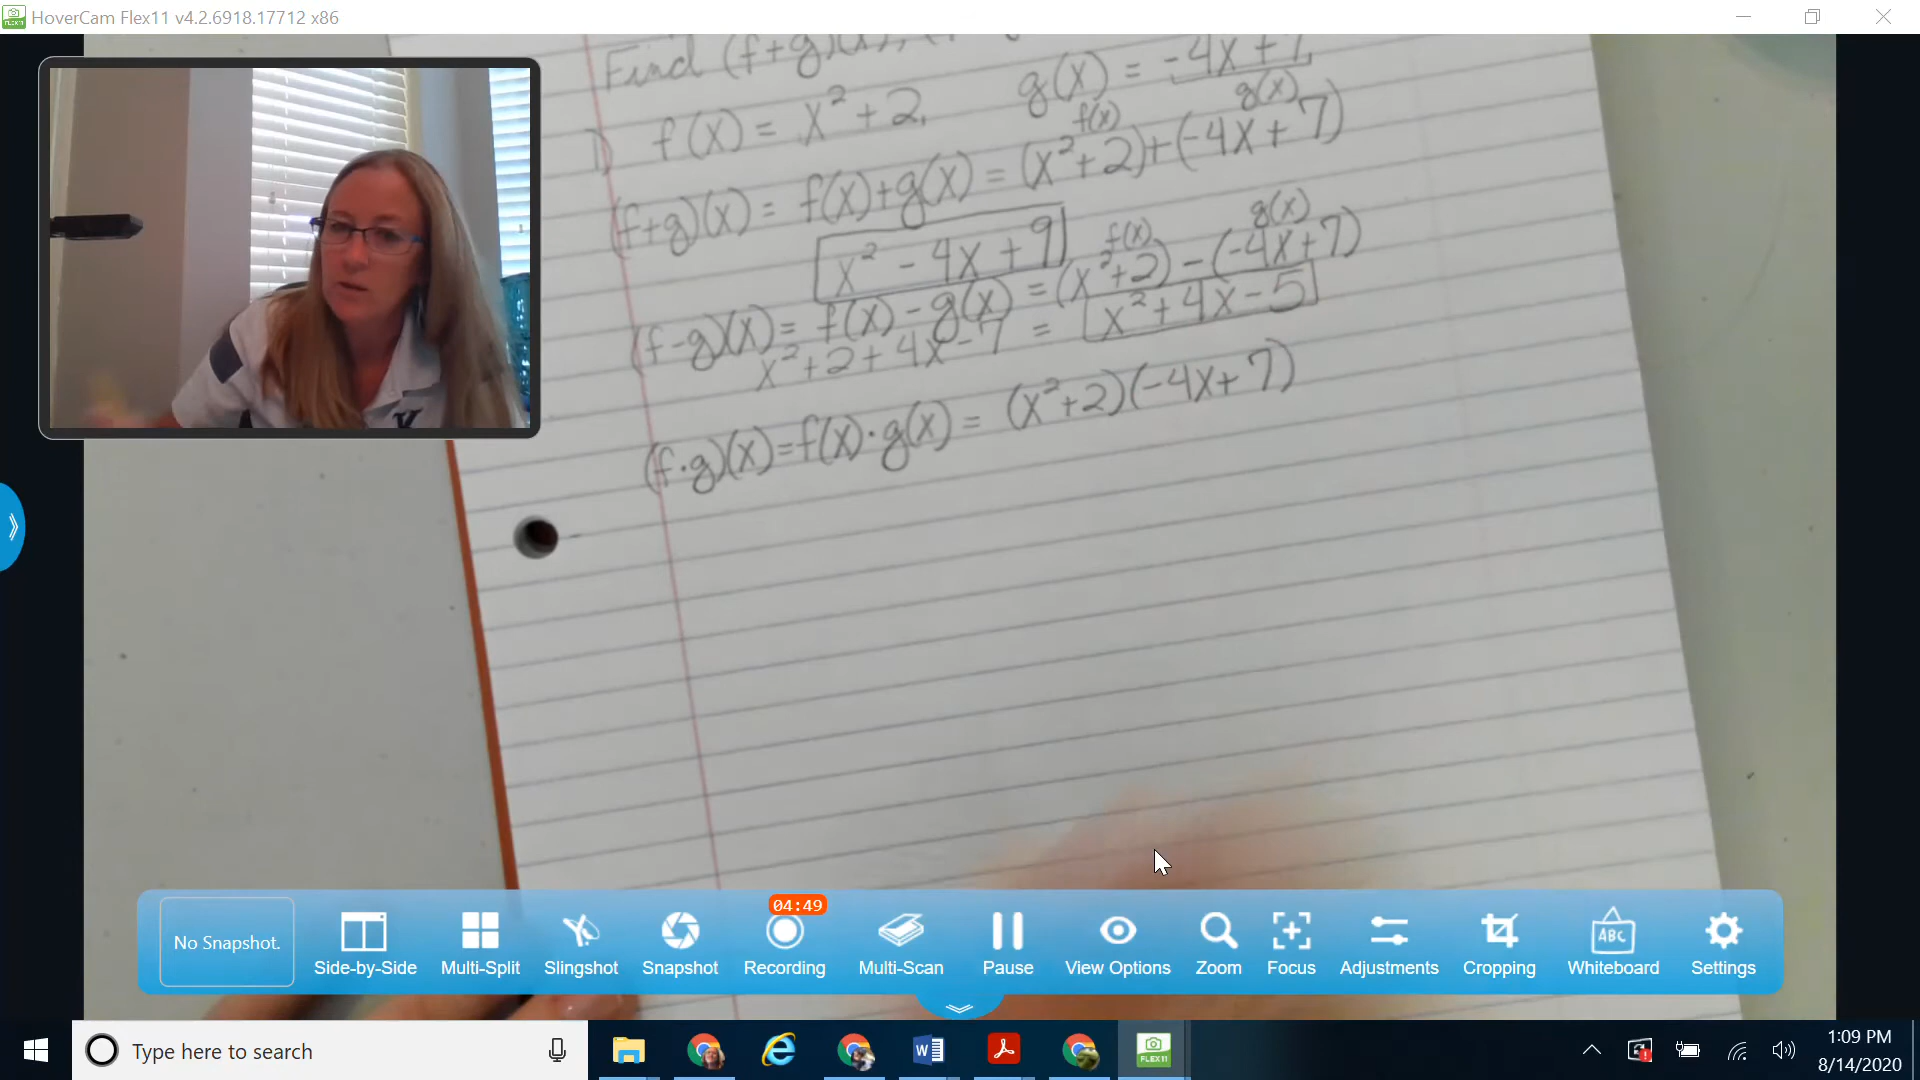 HoverCam Flex11 v4.2.6918.17712 x86
Find (f+g)(x),
g(x) = -4x + 7
1) f(x) = x² + 2,
f(x) g(x)
(f+g)(x) = f(x)+g(x) = (x²+2)+(-4x+7)
x² - 4x + 9
f(x) g(x)
(f-g)(x) = f(x) - g(x) = (x²+2) - (-4x+7)
x²+2+4x-7 = x²+4x-5
(f·g)(x)=f(x)·g(x) = (x²+2)(-4x+7)
04:49
No Snapshot.
Side-by-Side Multi-Split Slingshot Snapshot Recording Multi-Scan Pause View Options Zoom Focus Adjustments Cropping Whiteboard Settings
ABC
Type here to search
FLEX11
1:09 PM
8/14/2020